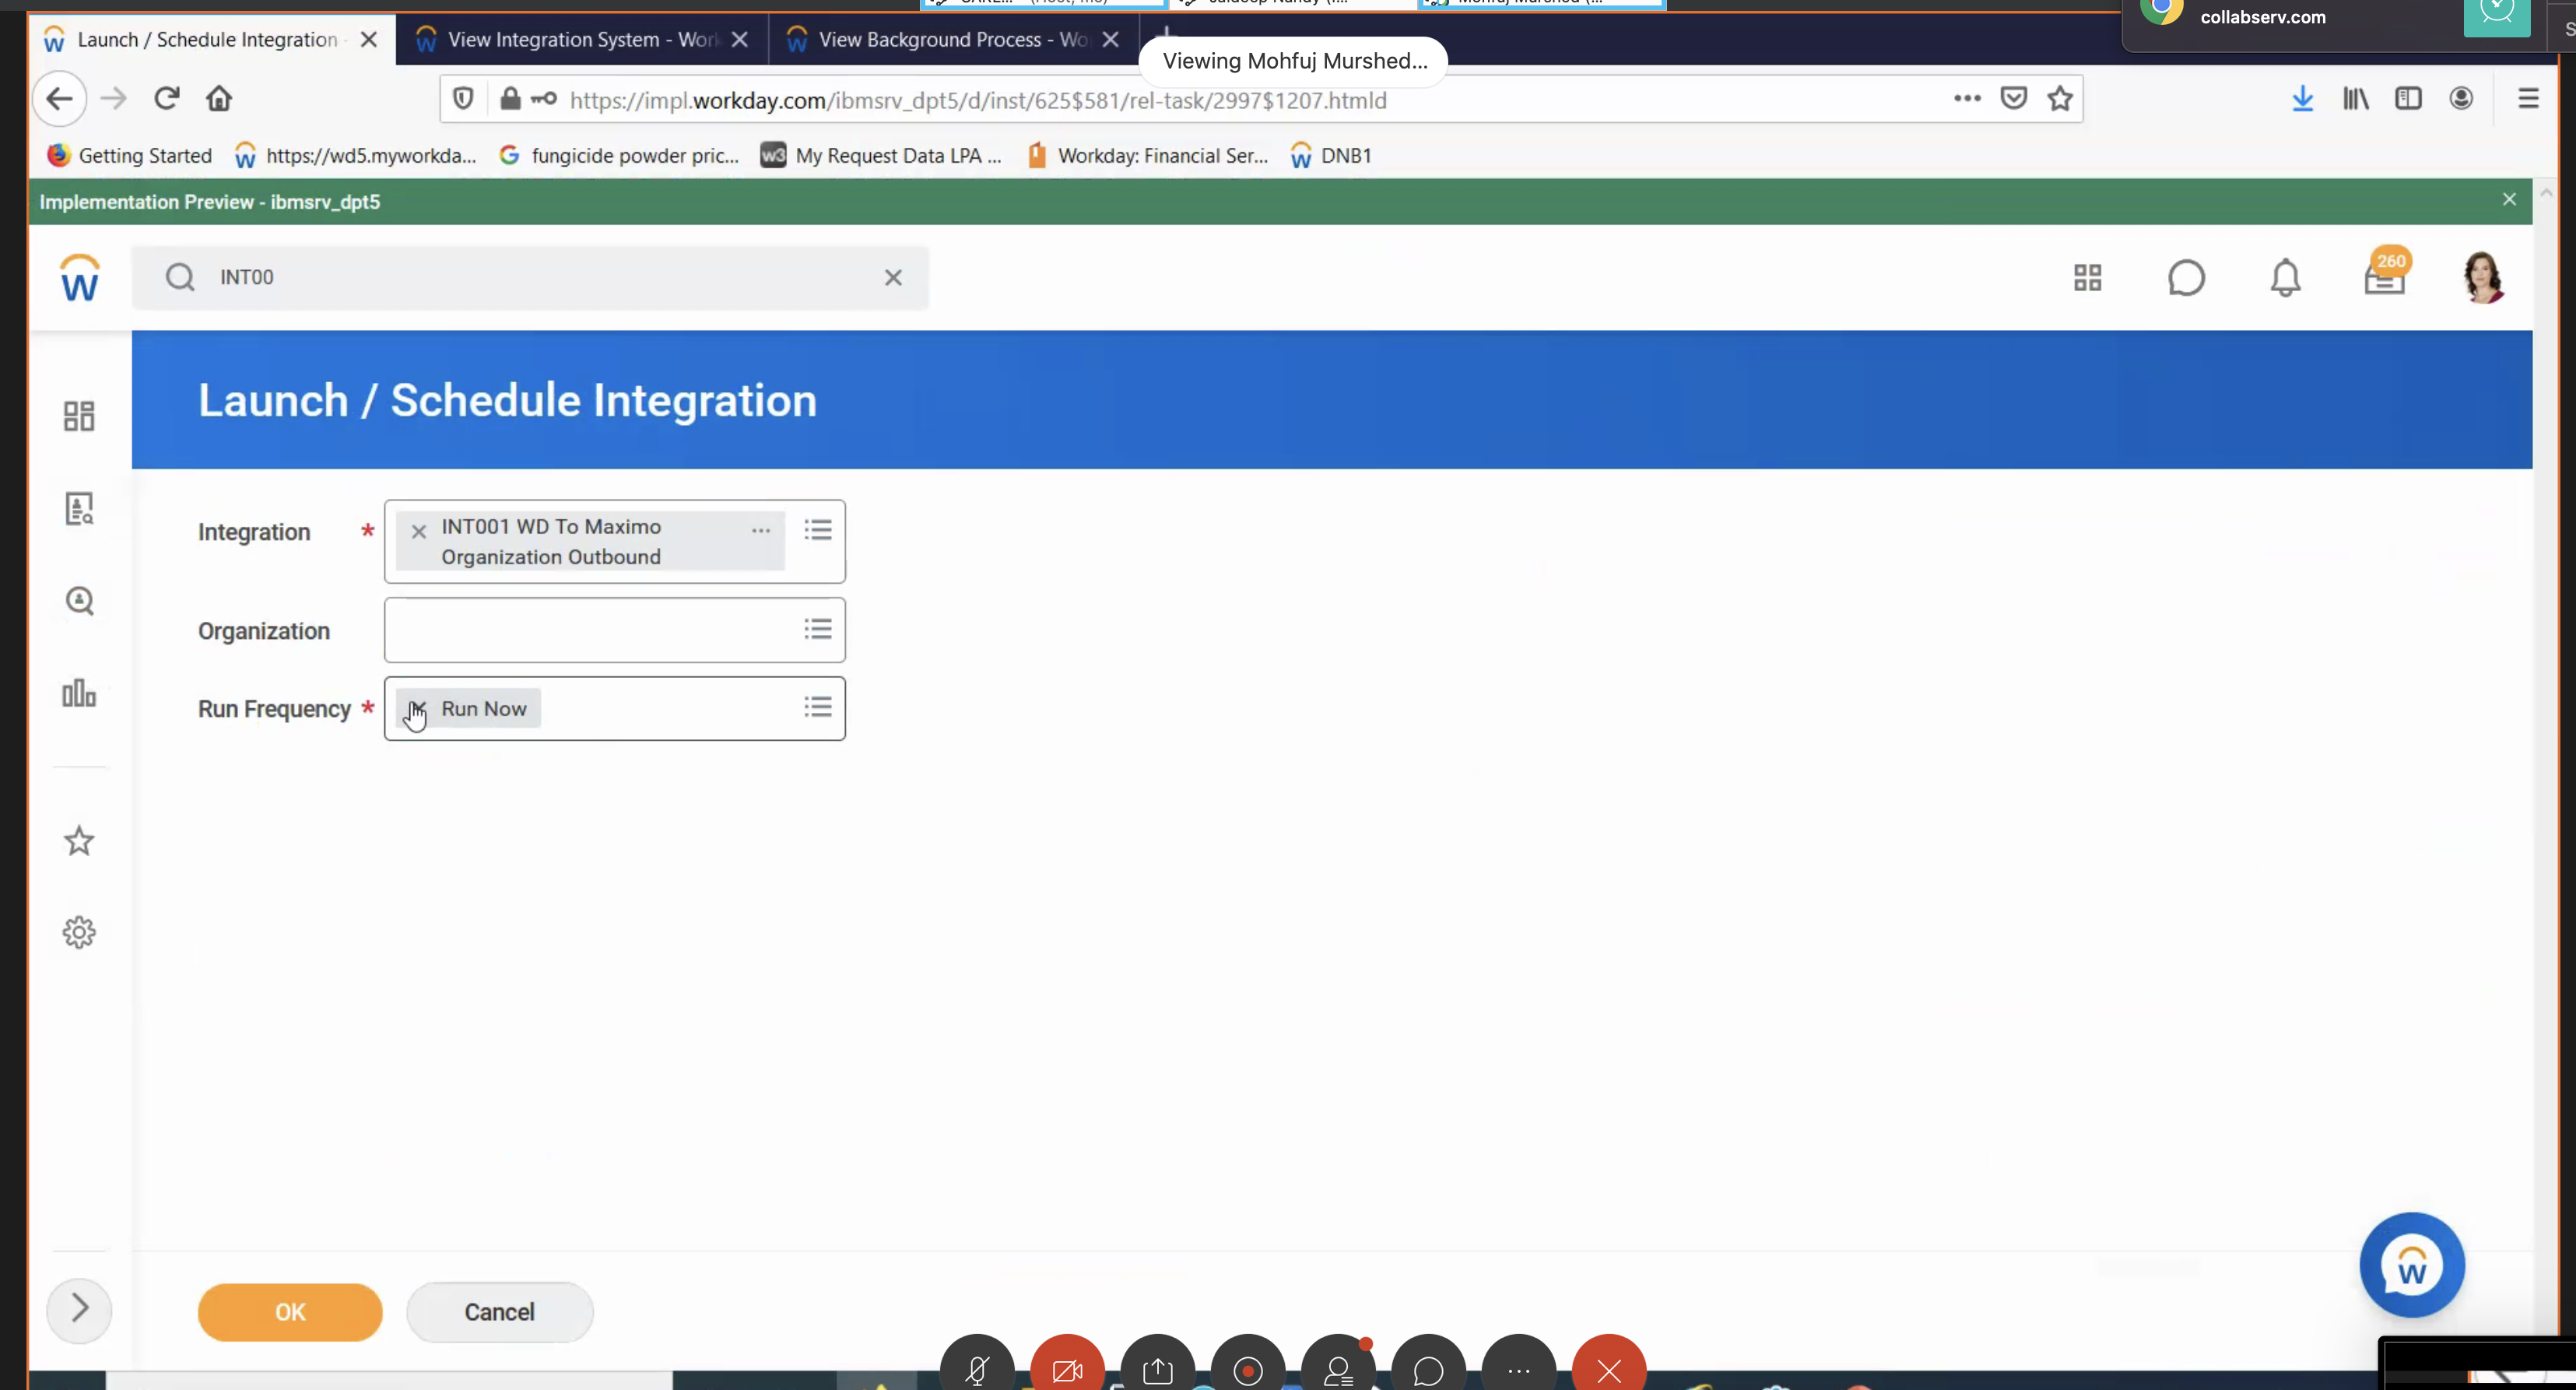 collabserv.com
Launch / Schedule Integration
View Integration System - Work
View Background Process - Wo
Viewing Mohfuj Murshed...
https://impl.workday.com/ibmsrv_dpt5/d/inst/625$581/rel-task/2997$1207.htmld
Getting Started
https://wd5.myworkda...
fungicide powder pric...
w3
My Request Data LPA ...
Workday: Financial Ser...
DNB1
Implementation Preview - ibmsrv_dpt5
INT00
260
Launch / Schedule Integration
Integration *
INT001 WD To Maximo
Organization Outbound
Organization
Run Frequency *
Run Now
OK
Cancel